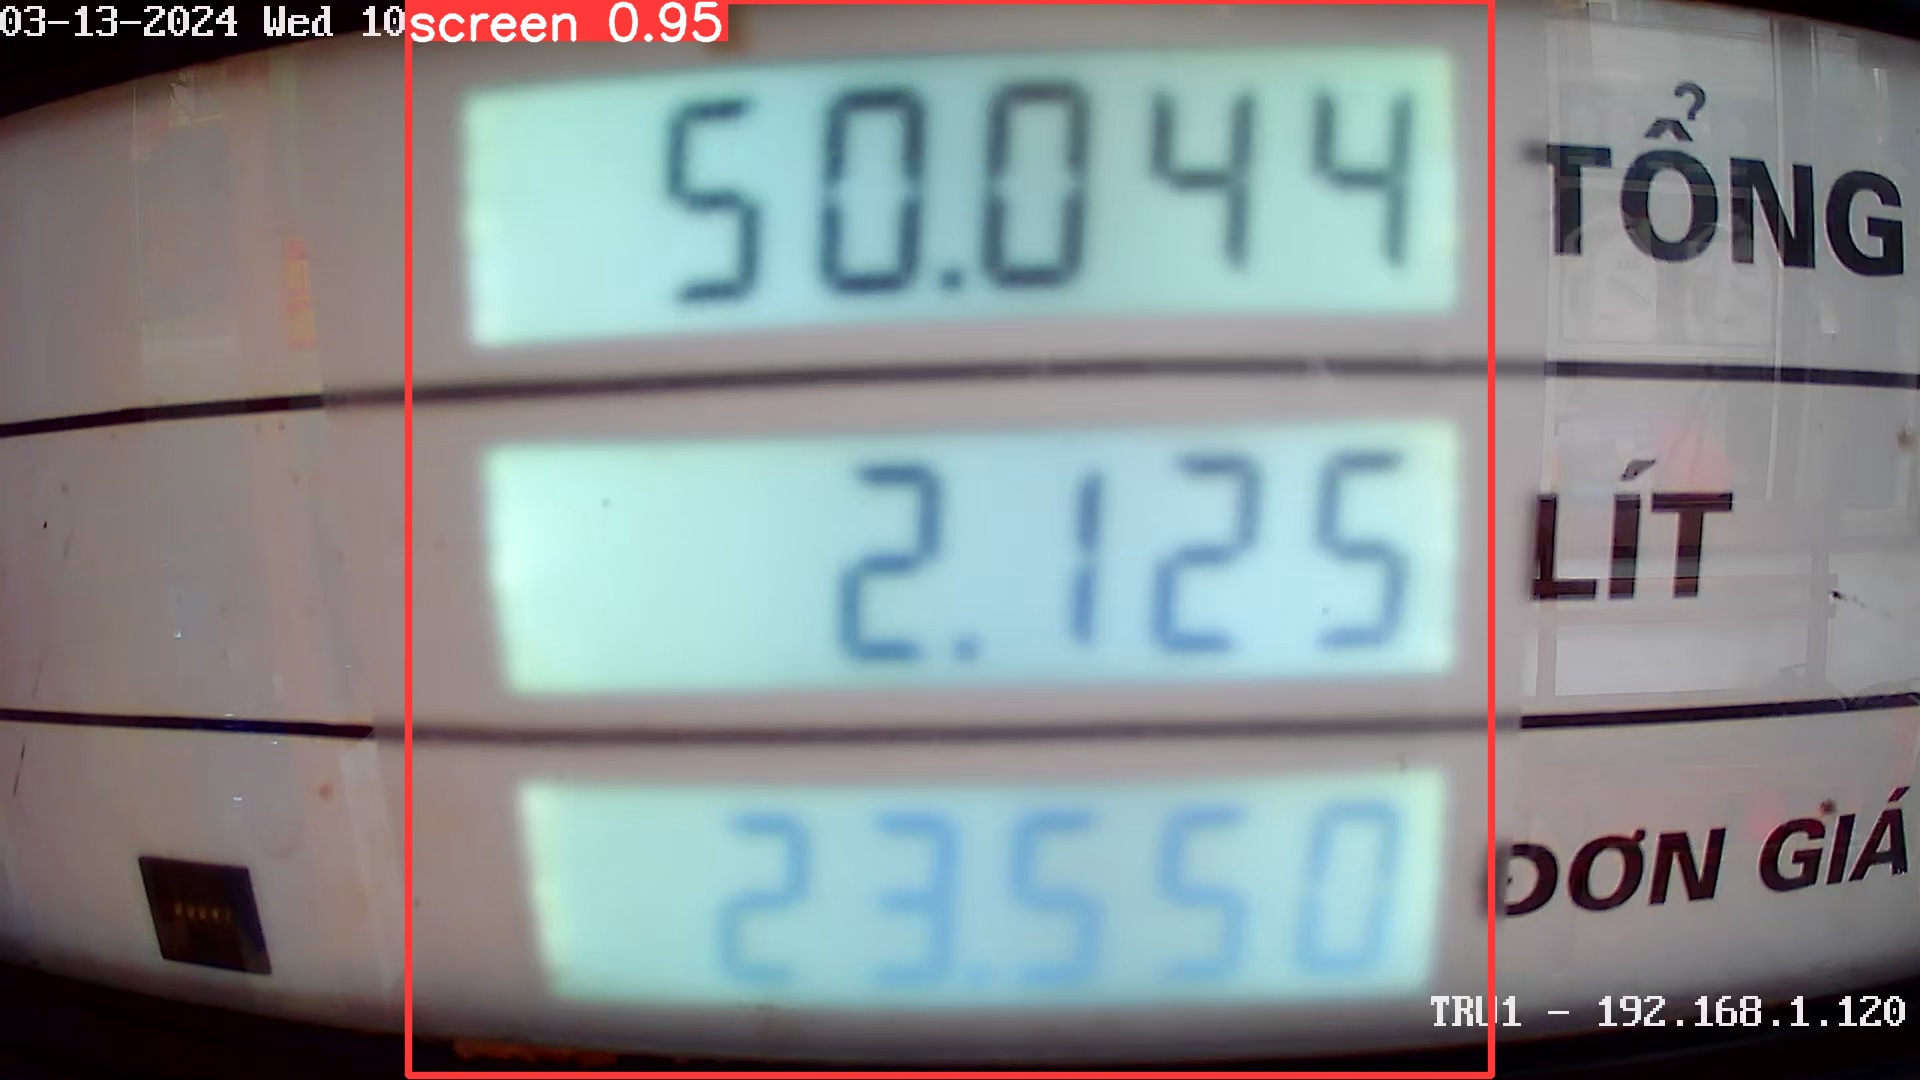 03-13-2024 Wed 10
screen 0.95
50.044
TỔNG
2.125
LÍT
23.550
ĐƠN GIÁ
TRU1 - 192.168.1.120